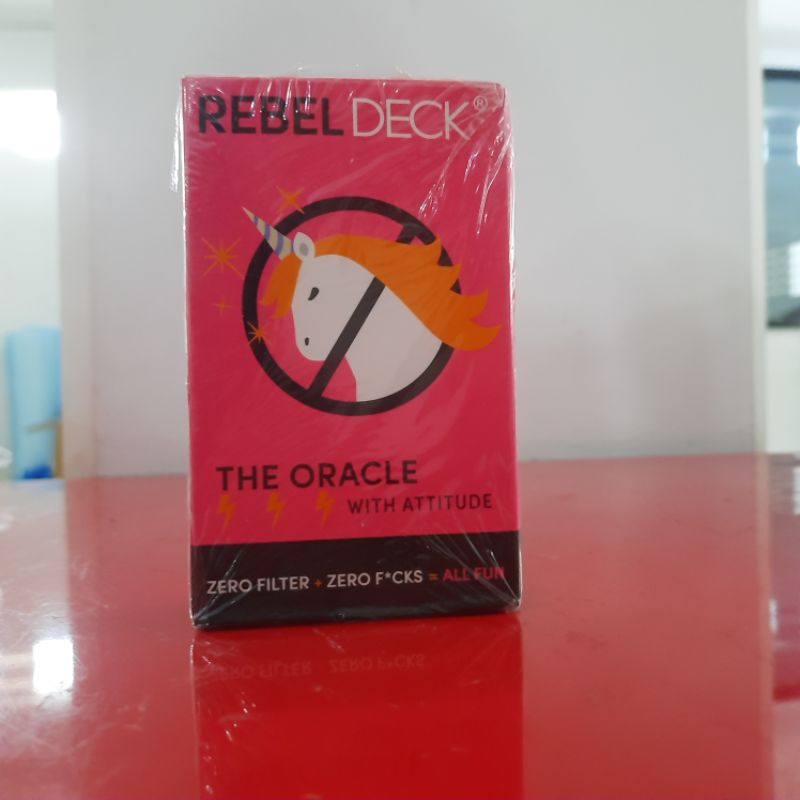 REBEL DECK®
THE ORACLE
WITH ATTITUDE
ZERO FILTER + ZERO F*CKS = ALL FUN